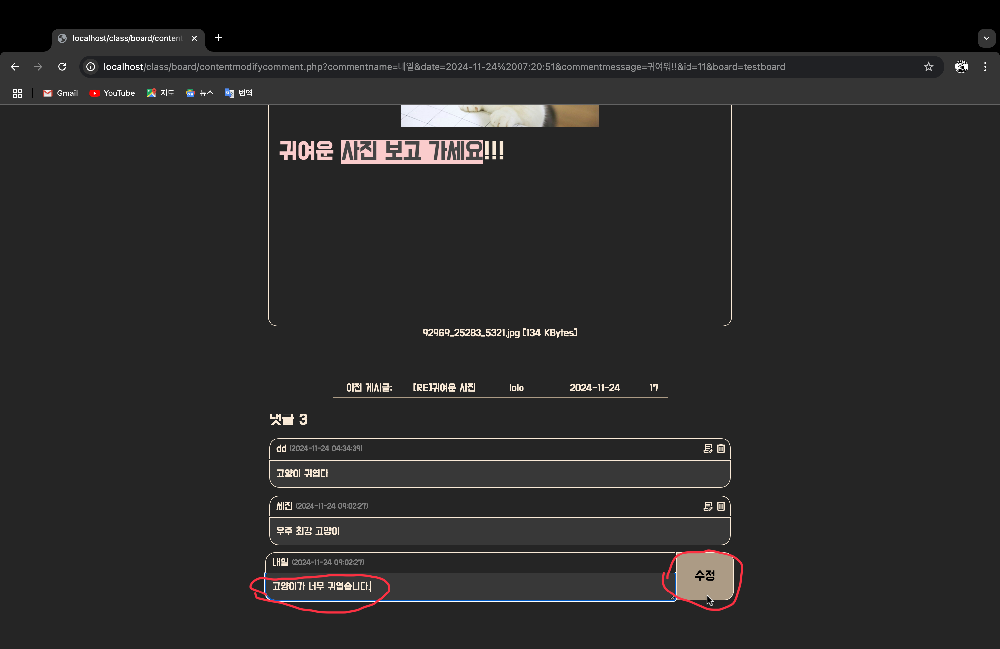 localhost/class/board/content
localhost/class/board/contentmodifycomment.php?commentname=내일&date=2024-11-24%2007:20:51&commentmessage=귀여워!!&id=11&board=testboard
Gmail YouTube 지도 뉴스 번역
귀여운 사진 보고 가세요!!!
92969_25283_5321.jpg [134 KBytes]
이전 게시글: [RE]귀여운 사진 lolo 2024-11-24 17
댓글 3
dd (2024-11-24 04:34:39)
고양이 귀엽다
세진 (2024-11-24 09:02:27)
우주 최강 고양이
내일 (2024-11-24 09:02:27)
수정
고양이가 너무 귀엽습니다.